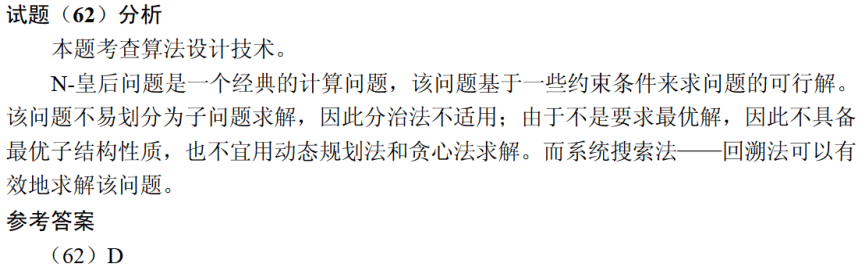 试题（62）分析
本题考查算法设计技术。
N-皇后问题是一个经典的计算问题，该问题基于一些约束条件来求问题的可行解。
该问题不易划分为子问题求解，因此分治法不适用；由于不是要求最优解，因此不具备
最优子结构性质，也不宜用动态规划法和贪心法求解。而系统搜索法——回溯法可以有
效地求解该问题。
参考答案
（62）D